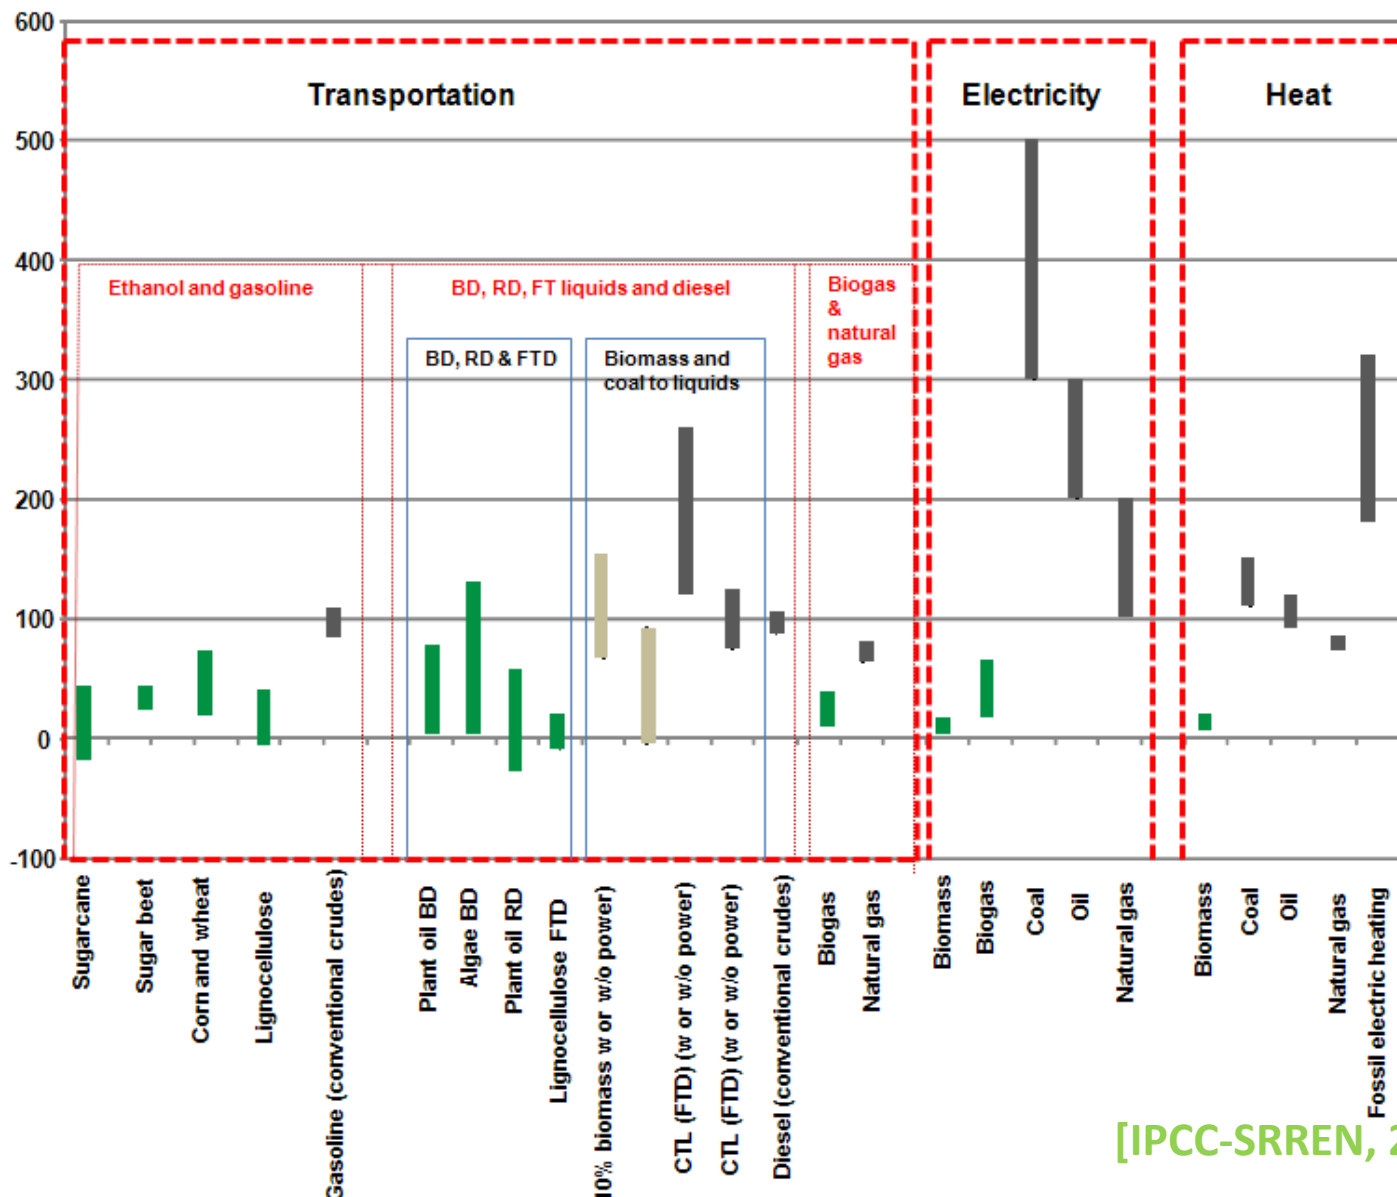 600
500
400
300
200
100
0
-100
Transportation
Electricity
Heat
Ethanol and gasoline
BD, RD, FT liquids and diesel
Biogas
&
natural
gas
BD, RD & FTD
Biomass and
coal to liquids
Sugarcane
Sugar beet
Corn and wheat
Lignocellulose
Gasoline (conventional crudes)
Plant oil BD
Algae BD
Plant oil RD
Lignocellulose FTD
10% biomass w or w/o power)
CTL (FTD) (w or w/o power)
CTL (FTD) (w or w/o power)
Diesel (conventional crudes)
Biogas
Natural gas
Biomass
Biogas
Coal
Oil
Natural gas
Biomass
Coal
Oil
Natural gas
Fossil electric heating
[IPCC-SRREN, 2